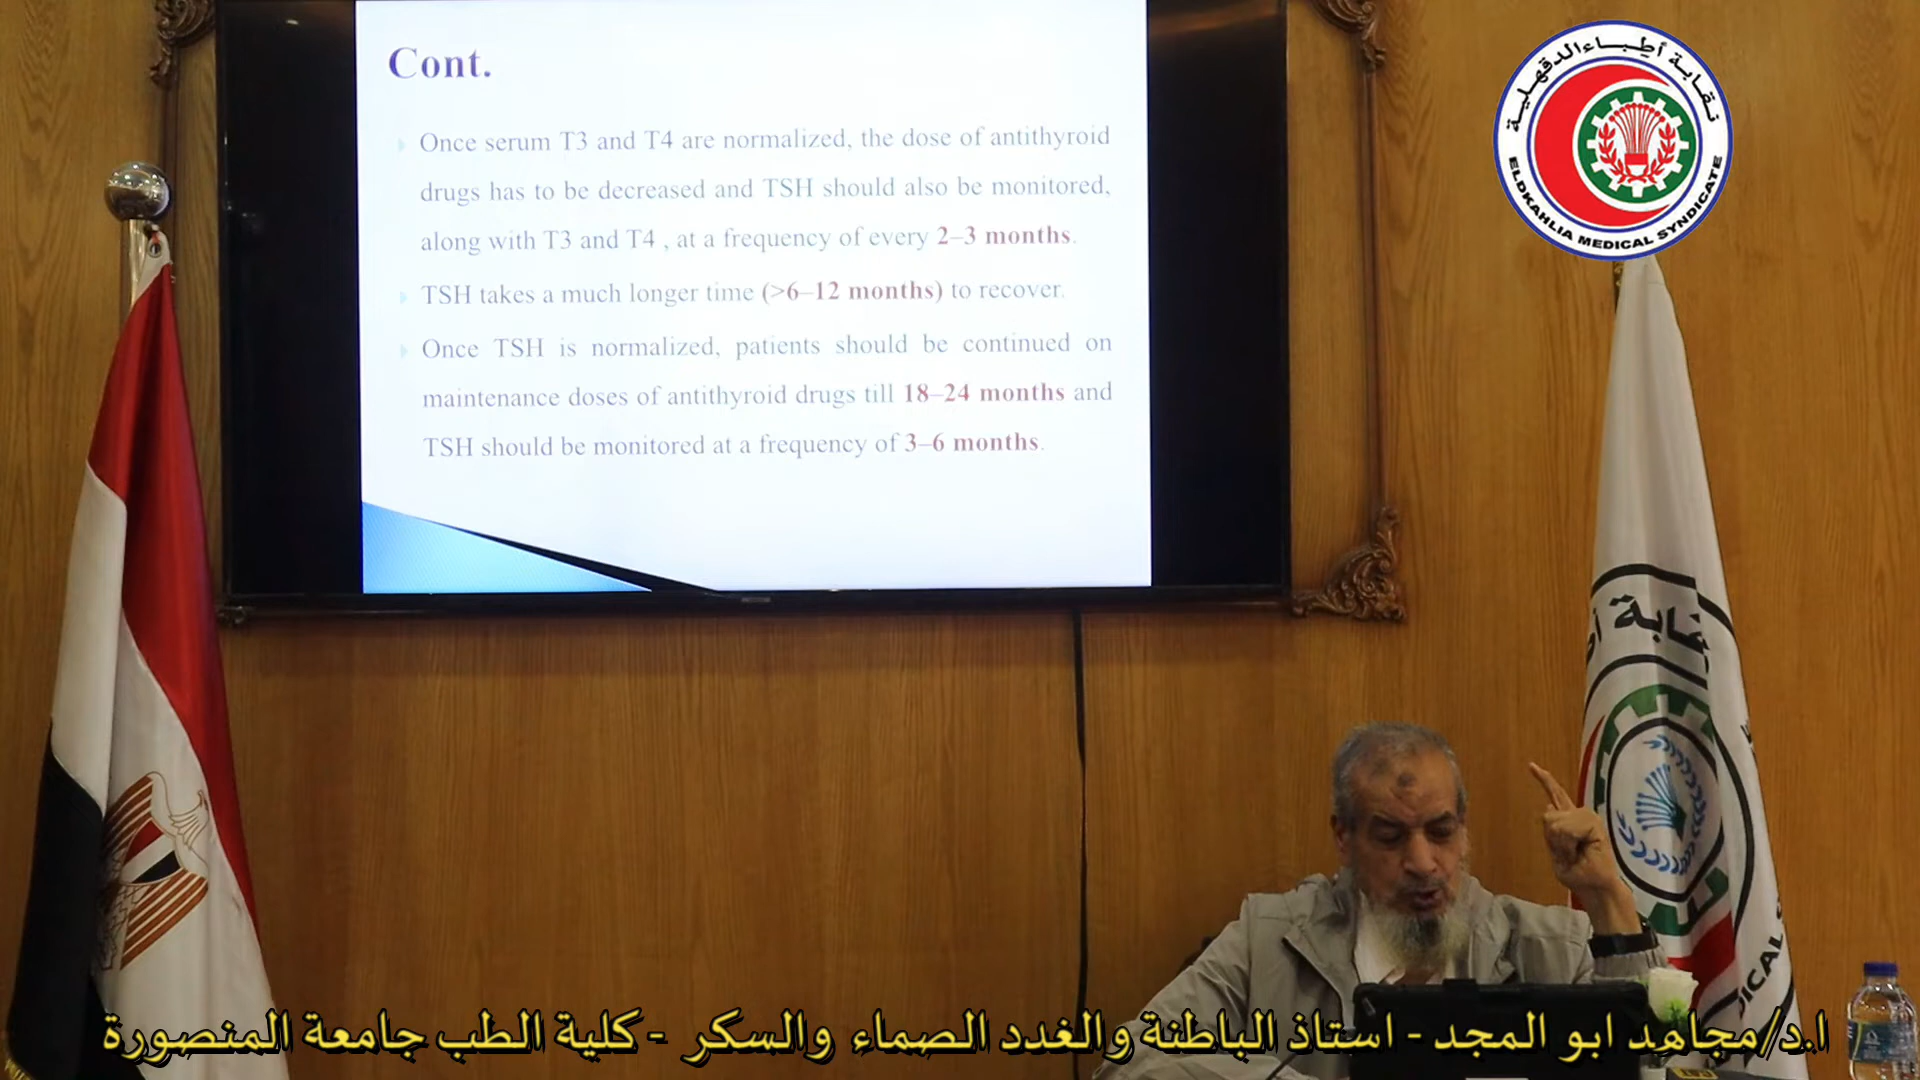 Cont.
Once serum T3 and T4 are normalized, the dose of antithyroid
drugs has to be decreased and TSH should also be monitored,
along with T3 and T4 , at a frequency of every 2–3 months.
TSH takes a much longer time (>6–12 months) to recover.
Once TSH is normalized, patients should be continued on
maintenance doses of antithyroid drugs till 18–24 months and
TSH should be monitored at a frequency of 3–6 months.
نقابة أطباء الدقهلية
ELDKAHLIA MEDICAL SYNDICATE
ا.د/مجاهد ابو المجد - استاذ الباطنة والغدد الصماء والسكر - كلية الطب جامعة المنصورة